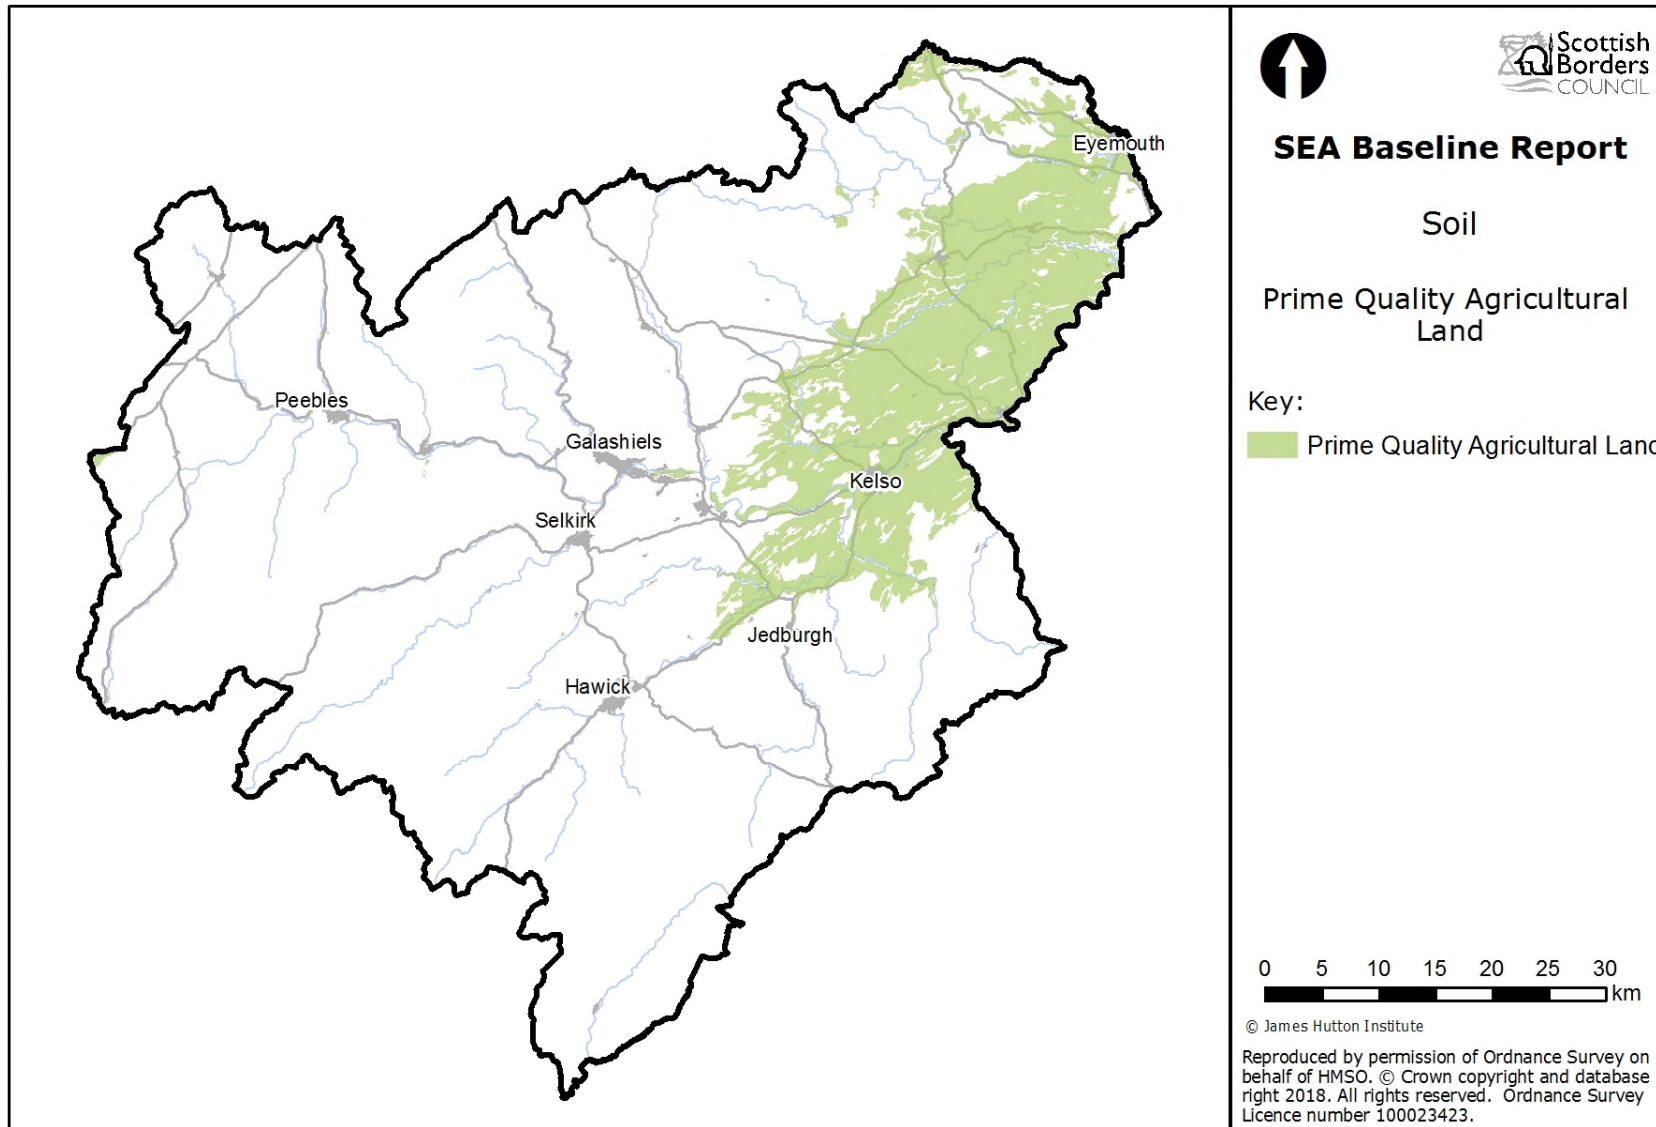 Scottish
Borders
COUNCIL
SEA Baseline Report
Soil
Prime Quality Agricultural
Land
Key:
Prime Quality Agricultural Land
Eyemouth
Peebles
Galashiels
Kelso
Selkirk
Jedburgh
Hawick
0 5 10 15 20 25 30
km
© James Hutton Institute
Reproduced by permission of Ordnance Survey on
behalf of HMSO. © Crown copyright and database
right 2018. All rights reserved. Ordnance Survey
Licence number 100023423.